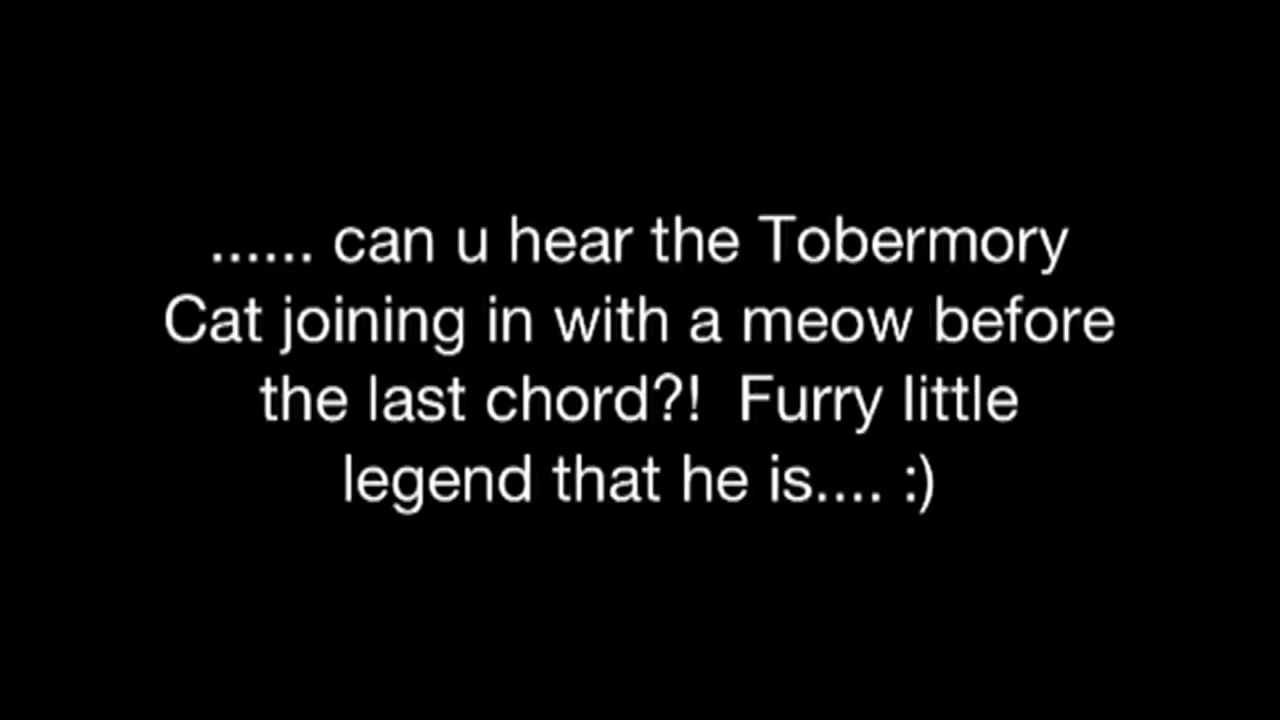 ...... can u hear the Tobermory
Cat joining in with a meow before
the last chord?!  Furry little
legend that he is.... :)